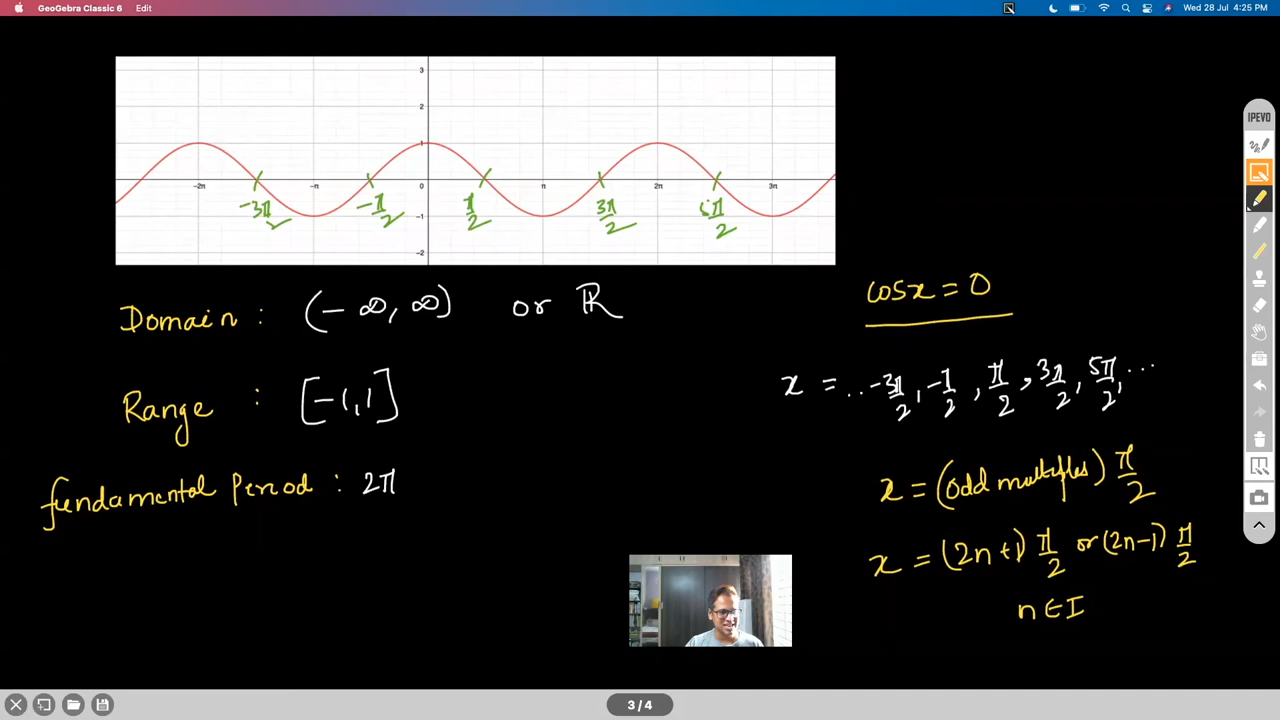 GeoGebra Classic 6 Edit Wed 28 Jul 4:25 PM
IPEVO
3
2
1
-2π -π 0 π 2π 3π
-3π/2 -π/2 π/2 3π/2 5π/2
-1
-2
cosx = 0
Domain : (-∞, ∞) or ℝ
x = ... -3π/2, -π/2, π/2, 3π/2, 5π/2, ...
Range : [-1, 1]
x = (odd multiples) π/2
fundamental Period : 2π
x = (2n+1) π/2 or (2n-1) π/2
n ∈ I
3 / 4